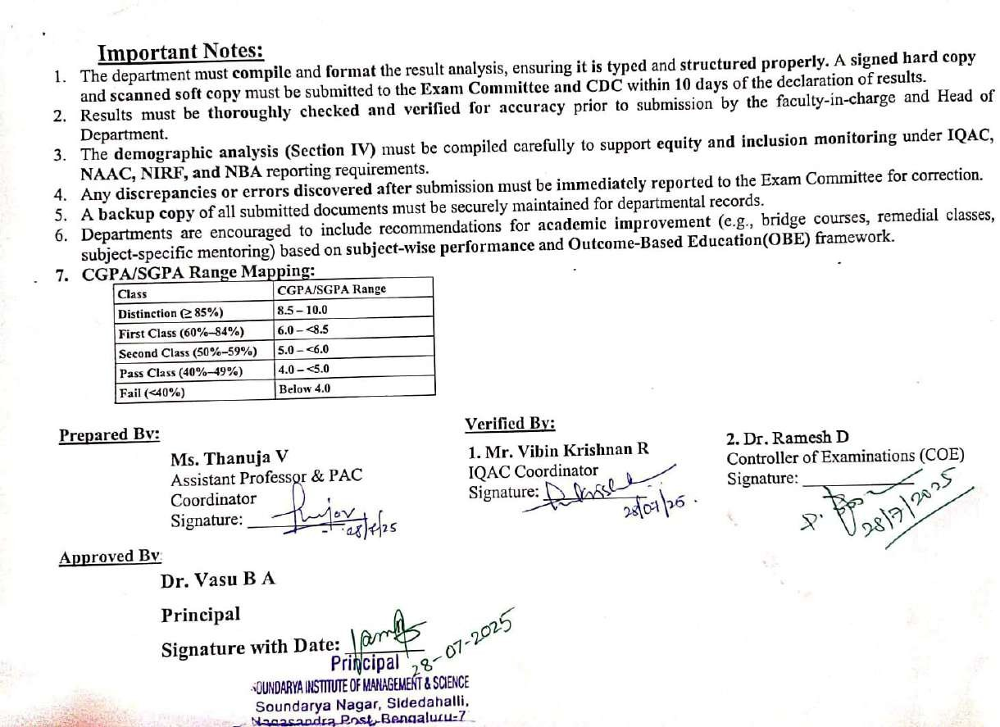 Important Notes:
1. The department must compile and format the result analysis, ensuring it is typed and structured properly. A signed hard copy
and scanned soft copy must be submitted to the Exam Committee and CDC within 10 days of the declaration of results.
2. Results must be thoroughly checked and verified for accuracy prior to submission by the faculty-in-charge and Head of
Department.
3. The demographic analysis (Section IV) must be compiled carefully to support equity and inclusion monitoring under IQAC,
NAAC, NIRF, and NBA reporting requirements.
4. Any discrepancies or errors discovered after submission must be immediately reported to the Exam Committee for correction.
5. A backup copy of all submitted documents must be securely maintained for departmental records.
6. Departments are encouraged to include recommendations for academic improvement (e.g., bridge courses, remedial classes,
subject-specific mentoring) based on subject-wise performance and Outcome-Based Education(OBE) framework.
7. CGPA/SGPA Range Mapping:
Class CGPA/SGPA Range
Distinction (≥ 85%) 8.5 – 10.0
First Class (60%–84%) 6.0 – <8.5
Second Class (50%–59%) 5.0 – <6.0
Pass Class (40%–49%) 4.0 – <5.0
Fail (<40%) Below 4.0
Prepared By:
Ms. Thanuja V
Assistant Professor & PAC
Coordinator
Signature:
28/7/25
Verified By:
1. Mr. Vibin Krishnan R
IQAC Coordinator
Signature:
28/07/25.
2. Dr. Ramesh D
Controller of Examinations (COE)
Signature:
28/7/2025
Approved By:
Dr. Vasu B A
Principal
Signature with Date:
28-07-2025
Principal
SOUNDARYA INSTITUTE OF MANAGEMENT & SCIENCE
Soundarya Nagar, Sidedahalli,
Nagasandra Post, Bengaluru-7